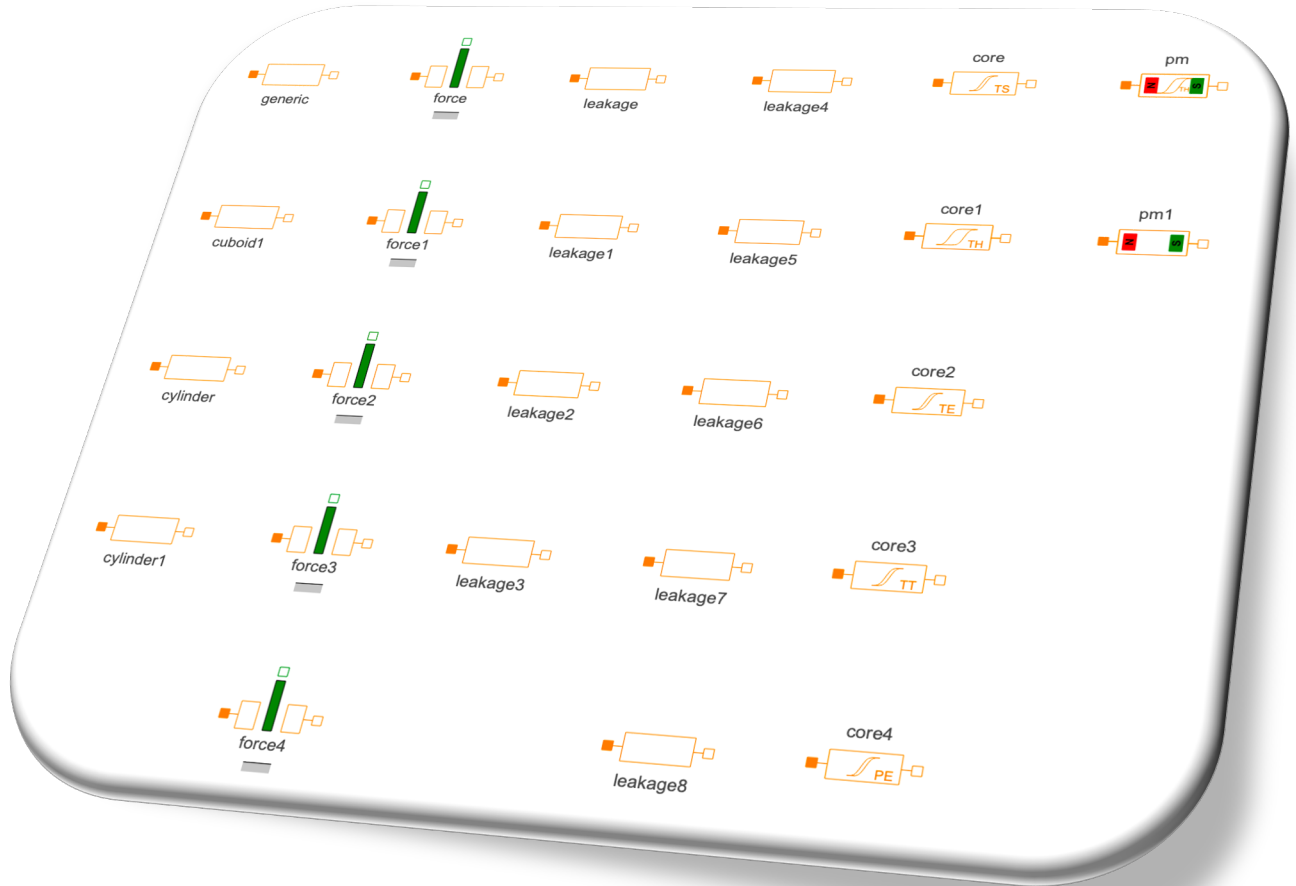 generic
force
leakage
leakage4
core
TS
pm
N
TH
S
cuboid1
force1
leakage1
leakage5
core1
TH
pm1
N
S
cylinder
force2
leakage2
leakage6
core2
TE
cylinder1
force3
leakage3
leakage7
core3
TT
force4
leakage8
core4
PE